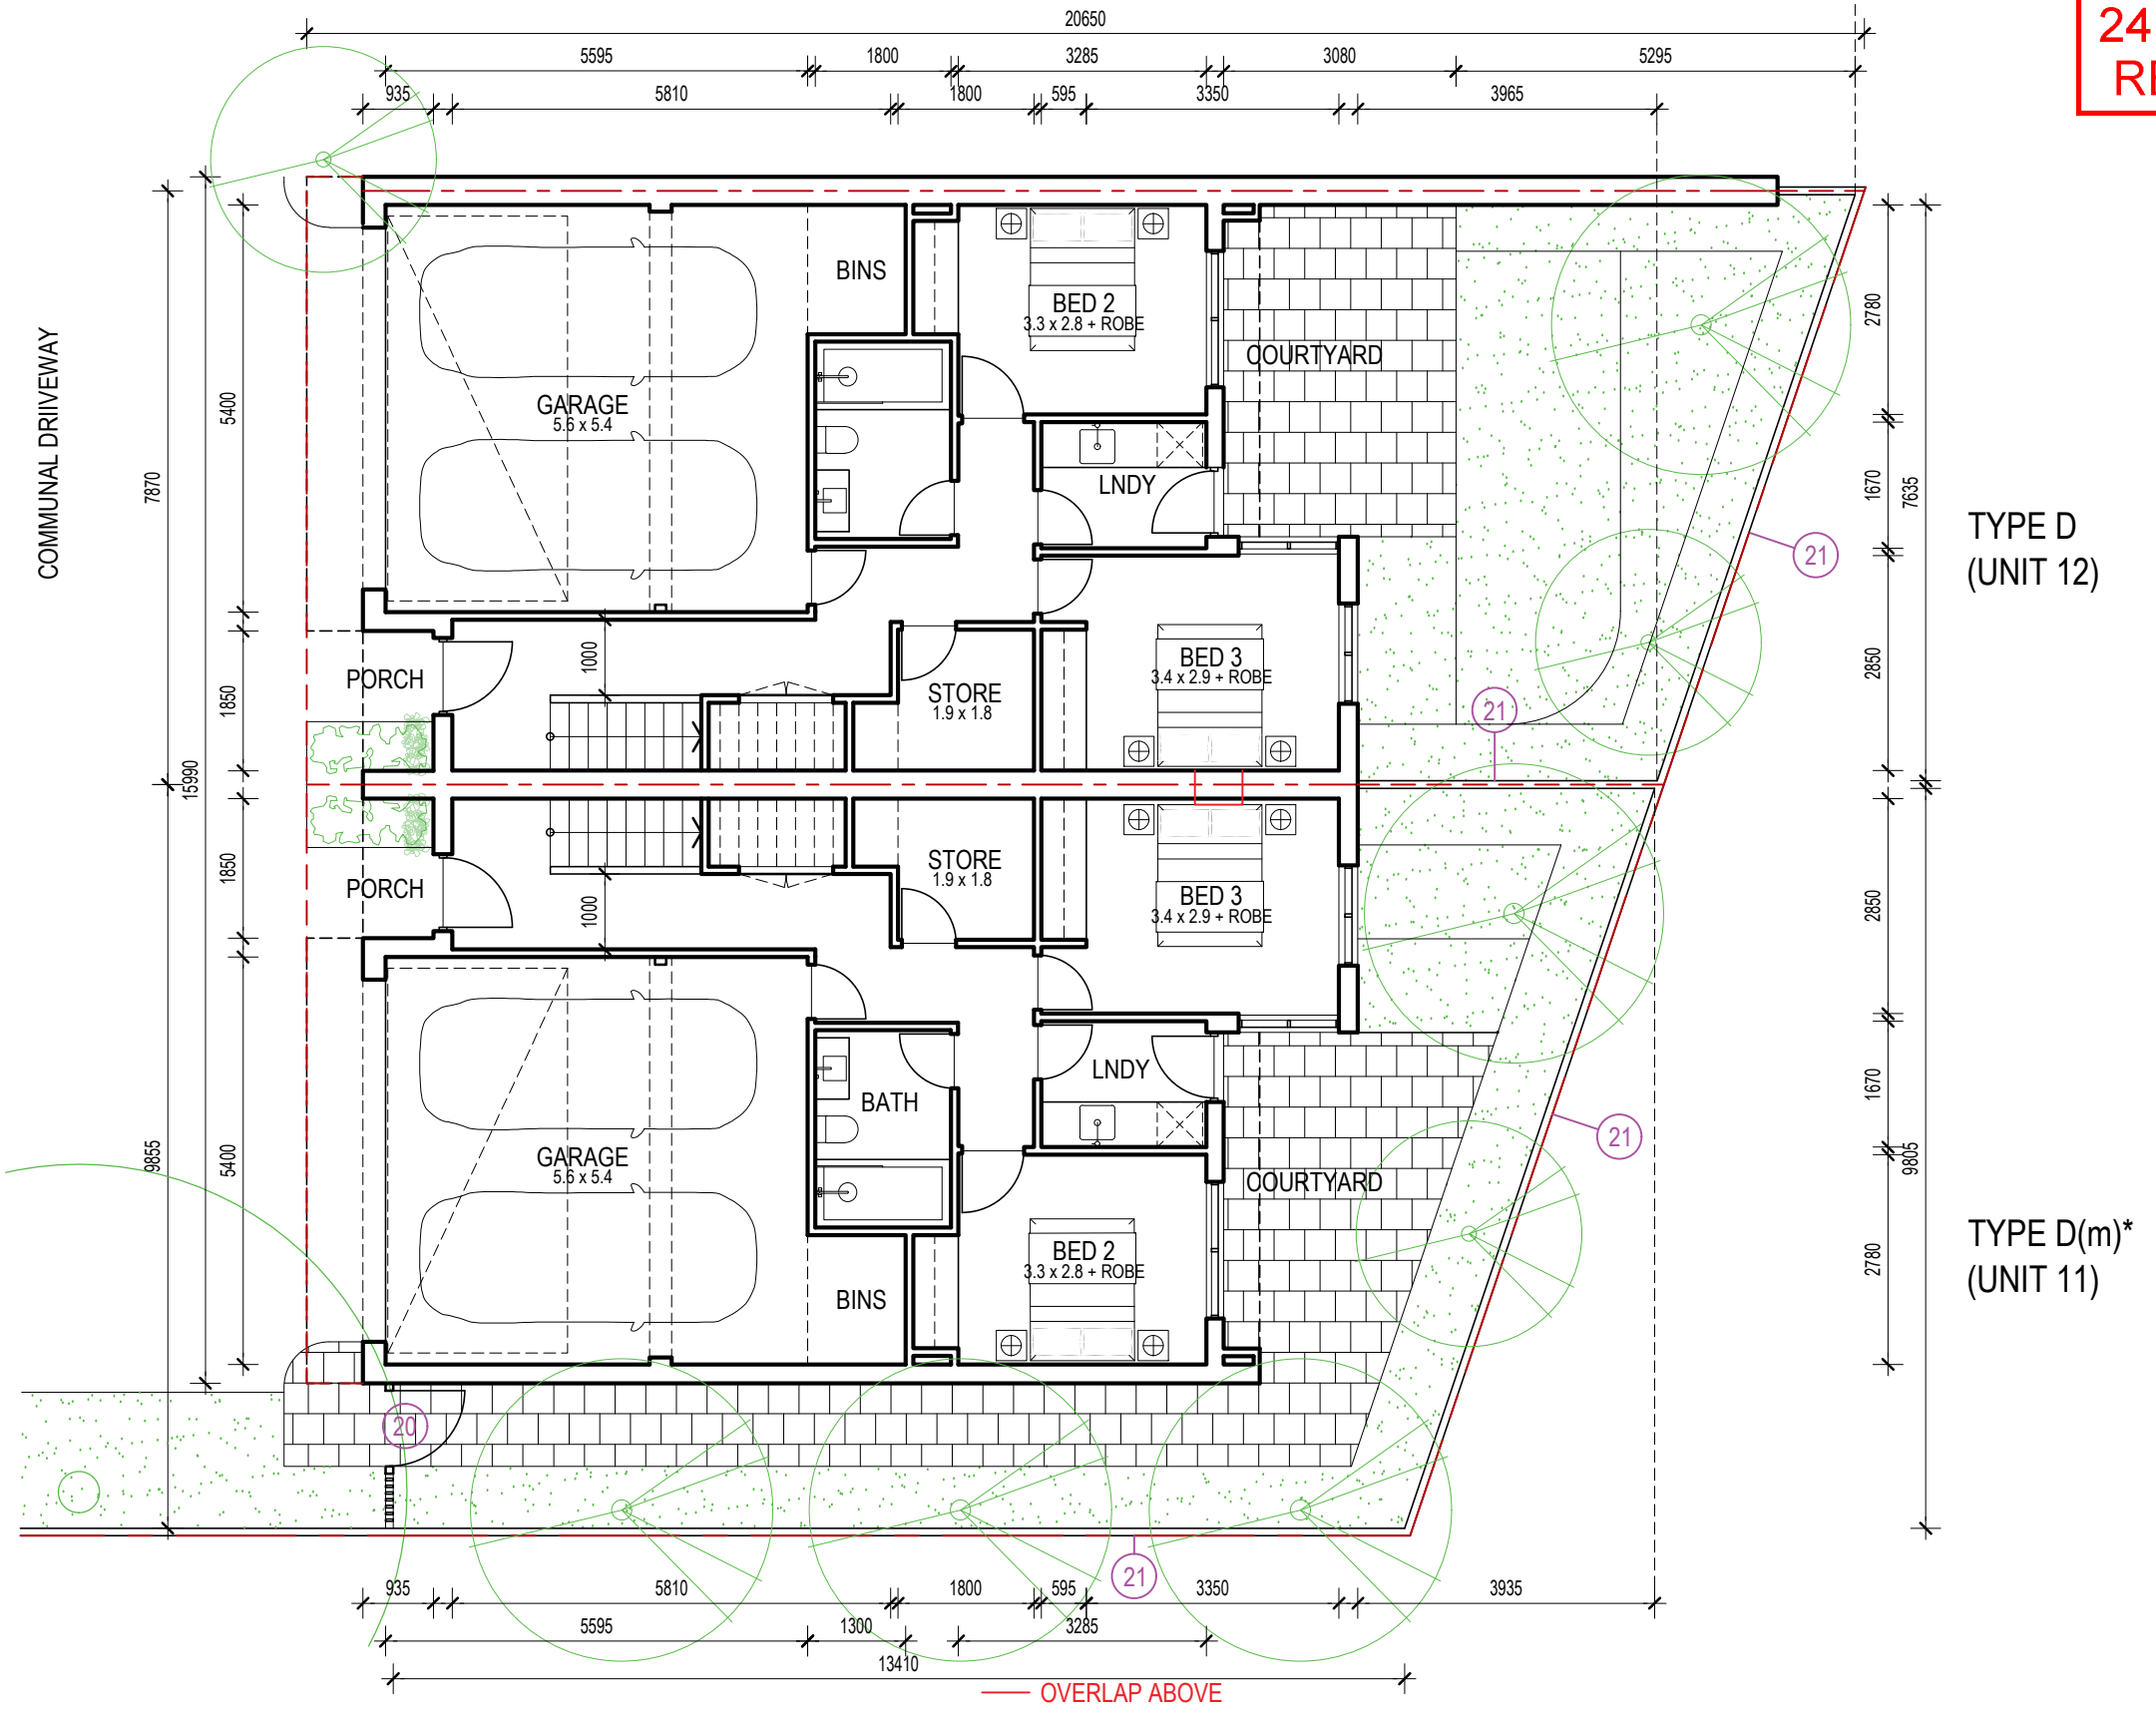 20650
24
5595
1800
3285
3080
5295
935
5810
1800
595
3350
3965
COMMUNAL DRIIVEWAY
7870
15990
5400
1850
1850
5400
9855
GARAGE
5.6 x 5.4
BINS
BED 2
3.3 x 2.8 + ROBE
COURTYARD
LNDY
PORCH
1000
STORE
1.9 x 1.8
BED 3
3.4 x 2.9 + ROBE
21
21
2780
1670
7635
2850
TYPE D
(UNIT 12)
PORCH
1000
STORE
1.9 x 1.8
BED 3
3.4 x 2.9 + ROBE
2850
LNDY
BATH
GARAGE
5.6 x 5.4
BINS
BED 2
3.3 x 2.8 + ROBE
COURTYARD
21
1670
9805
2780
TYPE D(m)*
(UNIT 11)
20
21
935
5810
1800
595
3350
3935
5595
1300
3285
13410
OVERLAP ABOVE